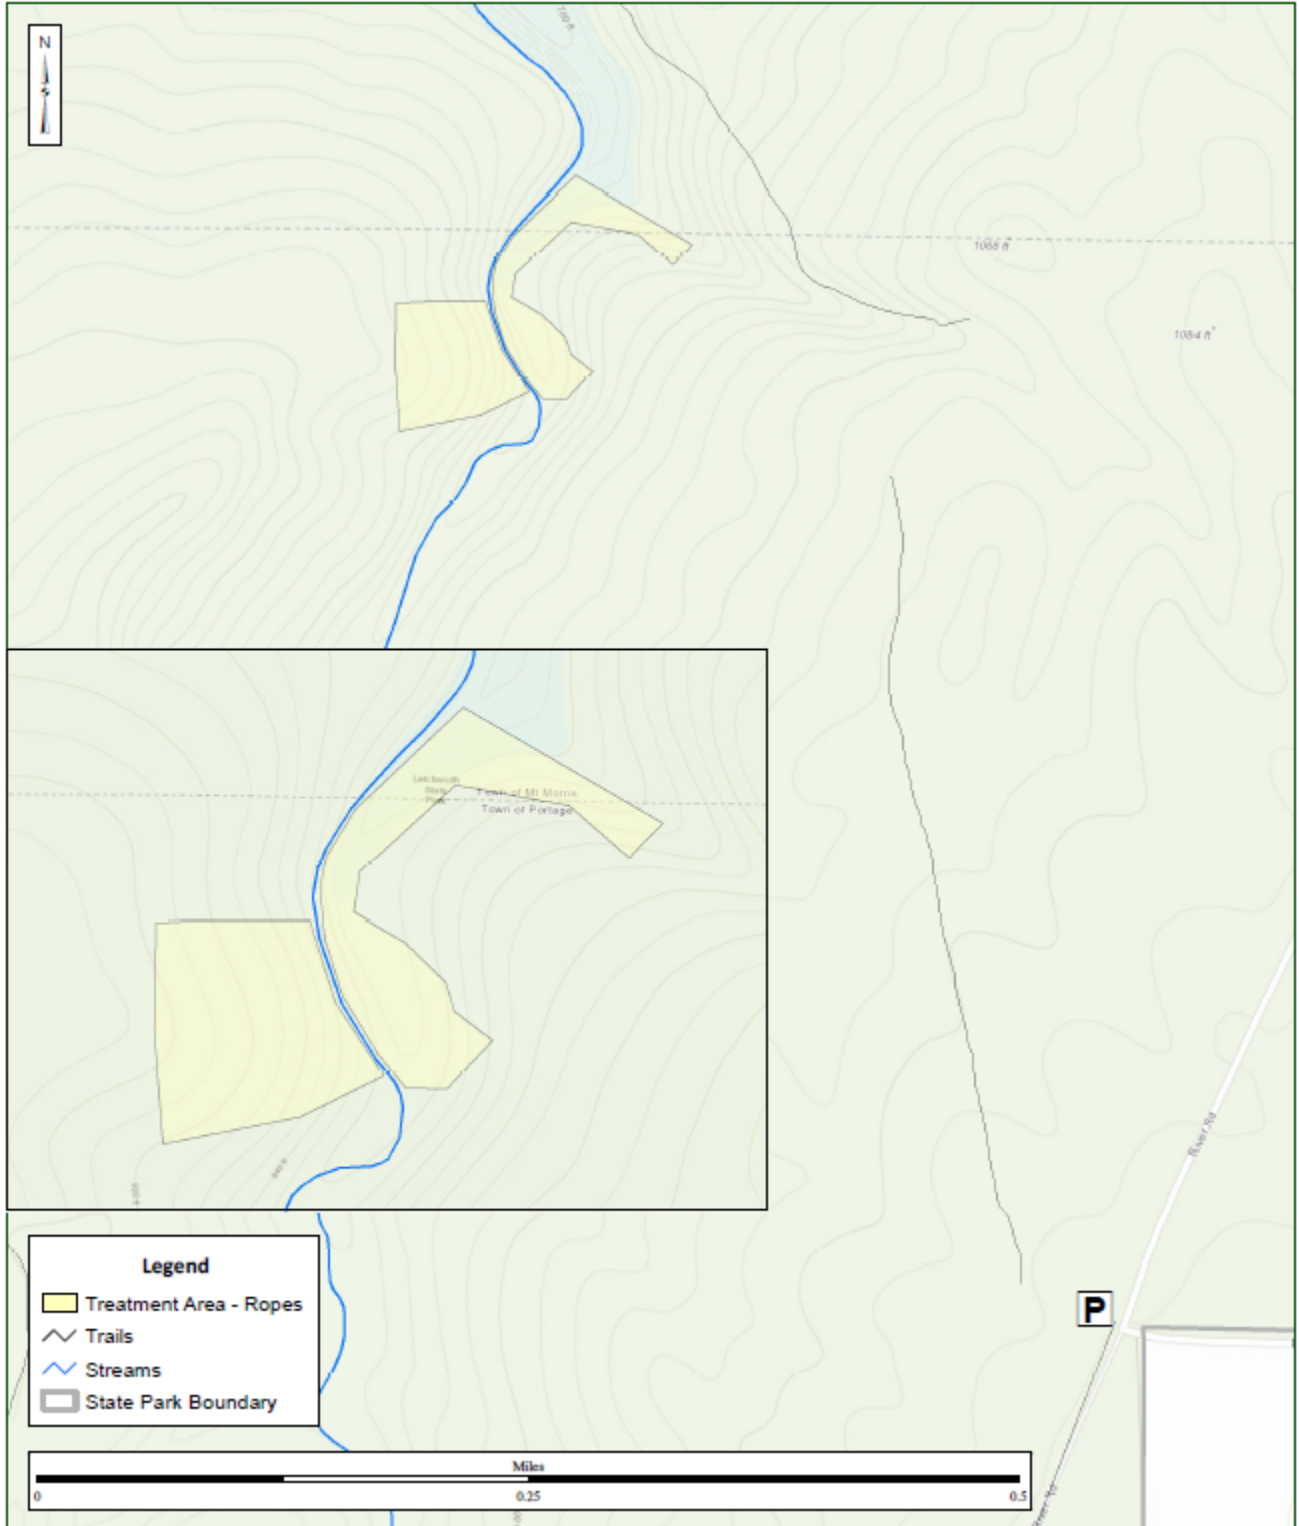 N
1068 ft
1084 ft
Town of Mt Morris
Town of Portage
River Rd
Legend
Treatment Area - Ropes
Trails
Streams
State Park Boundary
P
Miles
0
0.25
0.5